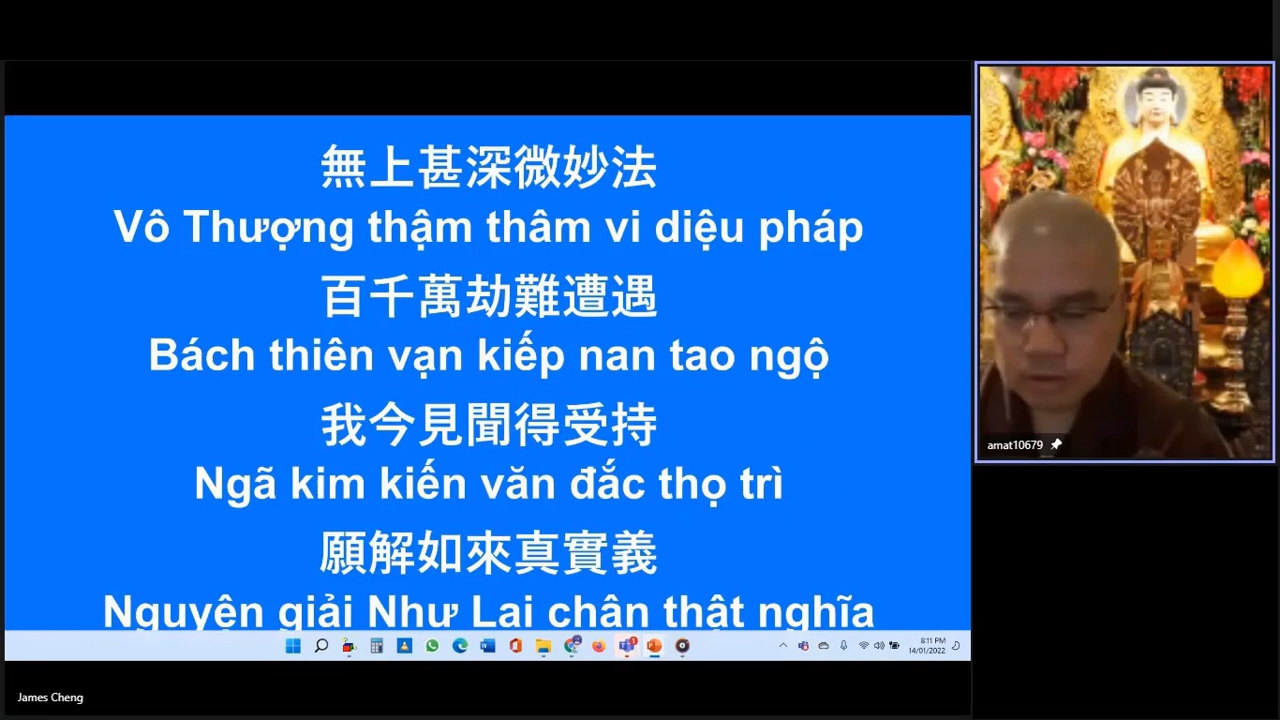 無上甚深微妙法
Vô Thượng thậm thâm vi diệu pháp
百千萬劫難遭遇
Bách thiên vạn kiếp nan tao ngộ
我今見聞得受持
Ngã kim kiến văn đắc thọ trì
願解如來真實義
Nguyện giải Như Lai chân thật nghĩa
amat10679
8:11 PM
14/01/2022
James Cheng